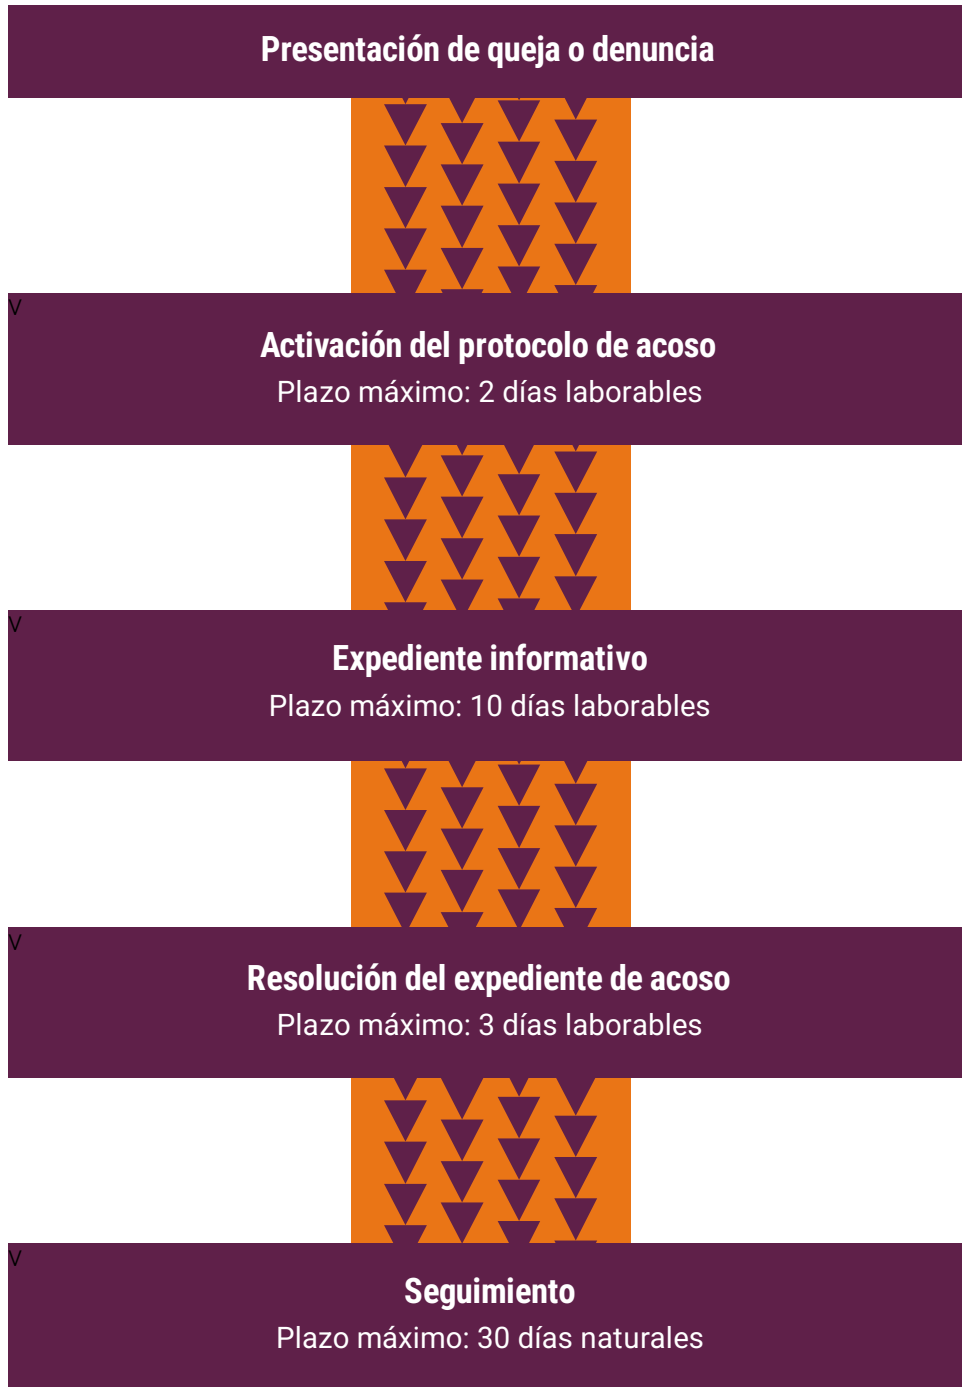 Presentación de queja o denuncia
V
Activación del protocolo de acoso
Plazo máximo: 2 días laborables
V
Expediente informativo
Plazo máximo: 10 días laborables
V
Resolución del expediente de acoso
Plazo máximo: 3 días laborables
V
Seguimiento
Plazo máximo: 30 días naturales